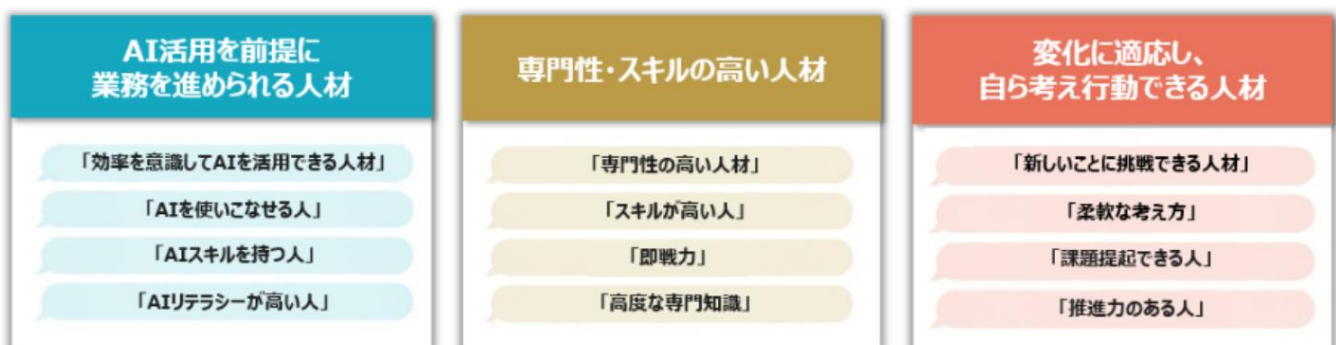 AI活用を前提に
業務を進められる人材
「効率を意識してAIを活用できる人材」
「AIを使いこなせる人」
「AIスキルを持つ人」
「AIリテラシーが高い人」
専門性・スキルの高い人材
「専門性の高い人材」
「スキルが高い人」
「即戦力」
「高度な専門知識」
変化に適応し、
自ら考え行動できる人材
「新しいことに挑戦できる人材」
「柔軟な考え方」
「課題提起できる人」
「推進力のある人」